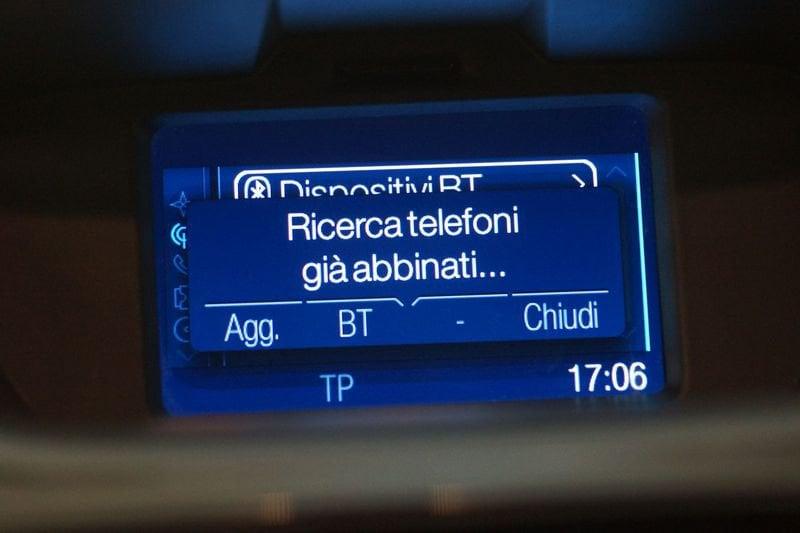 Dispositivi BT
Ricerca telefoni
già abbinati...
Agg. BT - Chiudi
TP 17:06